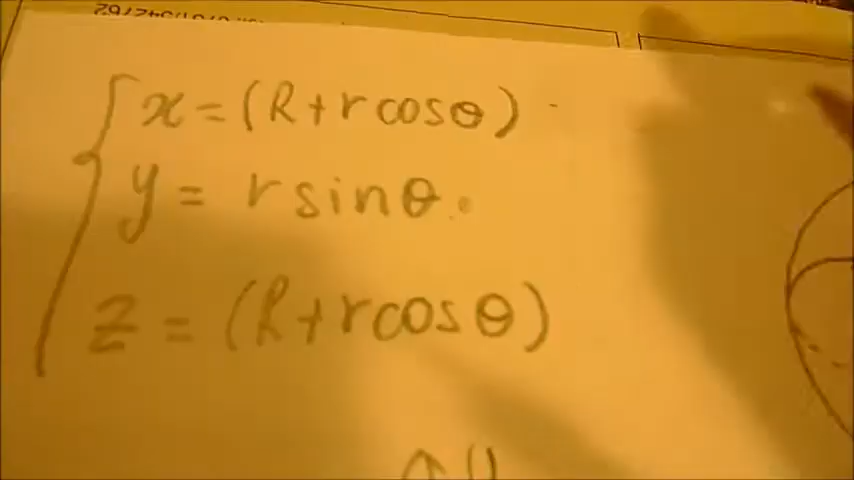 x = (R + r cos θ) ·
y = r sin θ .
z = (R + r cos θ)
y